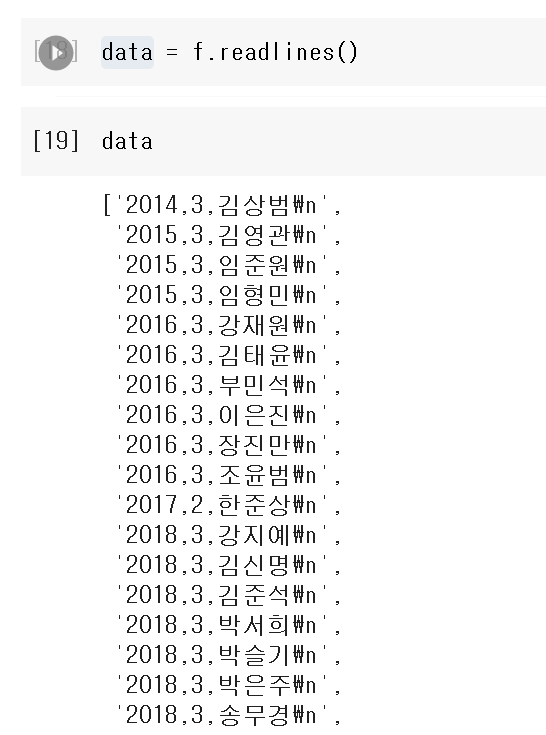 [18] data = f.readlines()
[19] data
['2014,3,김상범₩n',
'2015,3,김영관₩n',
'2015,3,임준원₩n',
'2015,3,임형민₩n',
'2016,3,강재원₩n',
'2016,3,김태윤₩n',
'2016,3,부민석₩n',
'2016,3,이은진₩n',
'2016,3,장진만₩n',
'2016,3,조윤범₩n',
'2017,2,한준상₩n',
'2018,3,강지예₩n',
'2018,3,김신명₩n',
'2018,3,김준석₩n',
'2018,3,박서희₩n',
'2018,3,박슬기₩n',
'2018,3,박은주₩n',
'2018,3,송무경₩n',